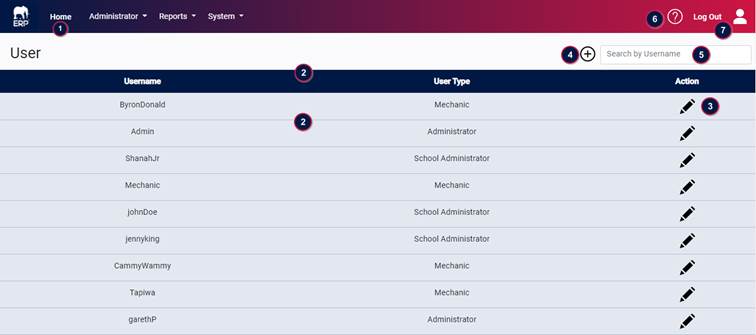 ERP Home Administrator Reports System 6 ? Log Out
1 7
User 4 Search by Username 5
2
Username User Type Action
ByronDonald Mechanic 3
2
Admin Administrator
ShanahJr School Administrator
Mechanic Mechanic
johnDoe School Administrator
jennyking School Administrator
CammyWammy Mechanic
Tapiwa Mechanic
garethP Administrator